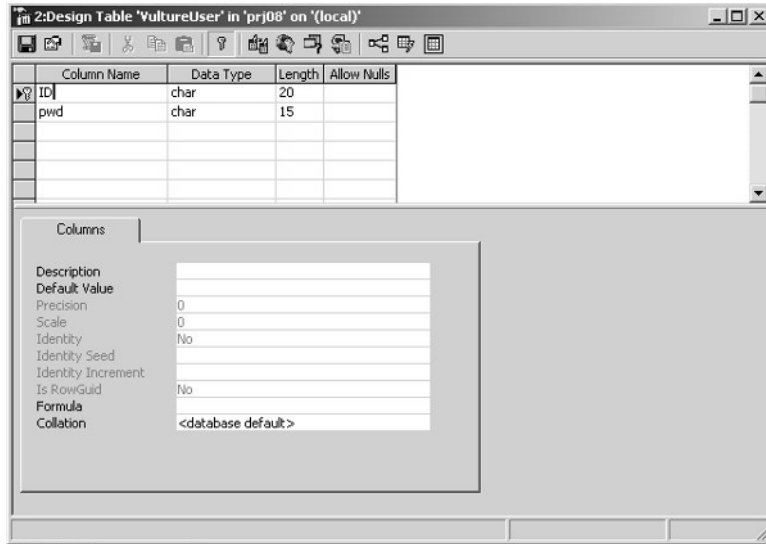 2:Design Table 'VultureUser' in 'prj08' on '(local)'
Column Name Data Type Length Allow Nulls
ID char 20
pwd char 15
Columns
Description
Default Value
Precision 0
Scale 0
Identity No
Identity Seed
Identity Increment
Is RowGuid No
Formula
Collation <database default>